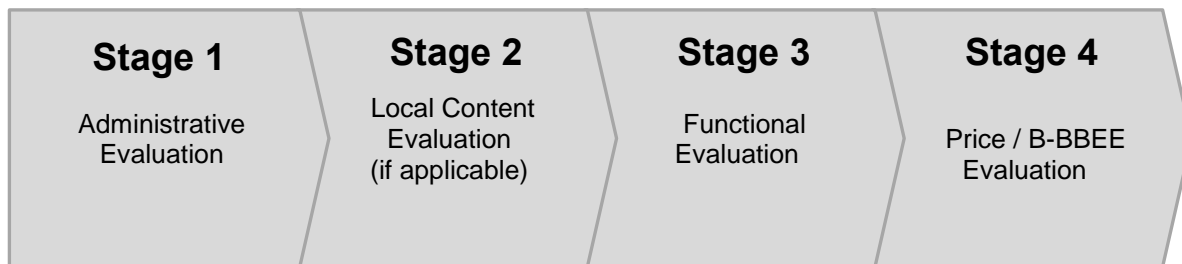 Stage 1
Administrative
Evaluation
Stage 2
Local Content
Evaluation
(if applicable)
Stage 3
Functional
Evaluation
Stage 4
Price / B-BBEE
Evaluation